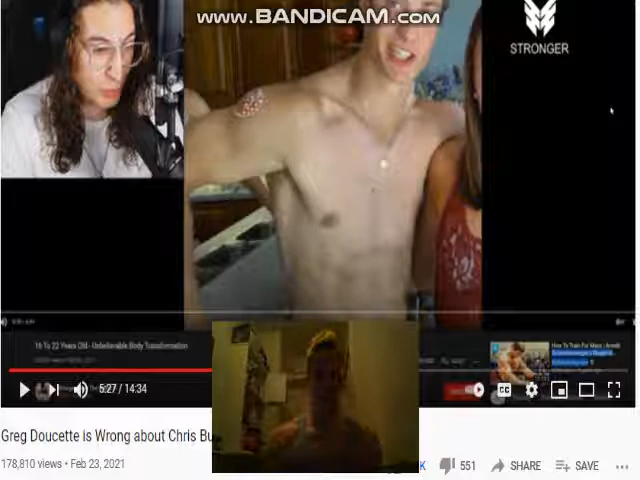 www.BANDICAM.com
STRONGER
16 To 22 Years Old - Unbelievable Body Transformation
How To Train For Mass | Arnold
5:27 / 14:34
CC
Greg Doucette is Wrong about Chris Bu
178,810 views • Feb 23, 2021
K
551
SHARE
SAVE